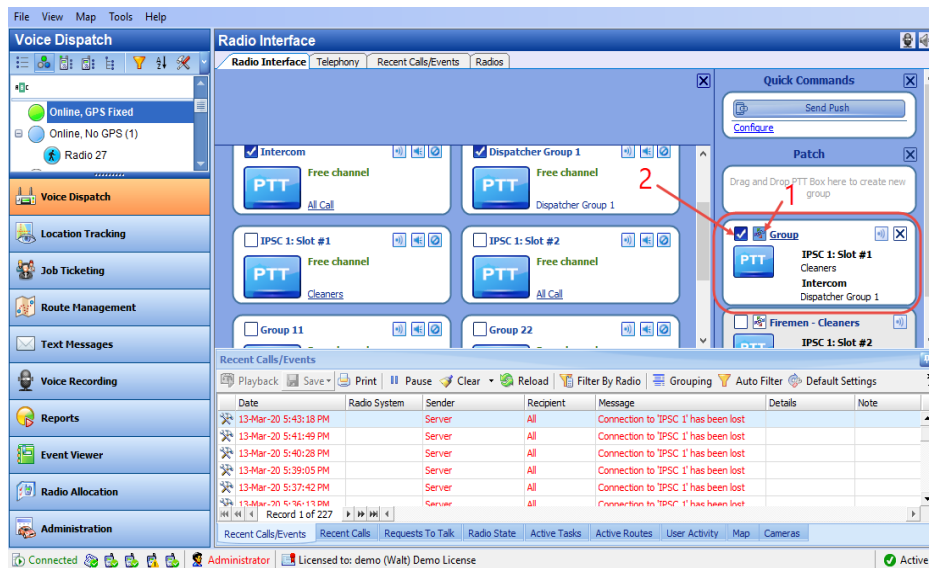 File View Map Tools Help
Voice Dispatch
Radio Interface
Radio Interface Telephony Recent Calls/Events Radios
Online, GPS Fixed
Online, No GPS (1)
Radio 27
Voice Dispatch
Location Tracking
Job Ticketing
Route Management
Text Messages
Voice Recording
Reports
Event Viewer
Radio Allocation
Administration
Intercom
PTT
Free channel
All Call
Dispatcher Group 1
PTT
Free channel
Dispatcher Group 1
IPSC 1: Slot #1
PTT
Free channel
Cleaners
IPSC 1: Slot #2
PTT
Free channel
All Call
Group 11
Group 22
Quick Commands
Send Push
Configure
Patch
Drag and Drop PTT Box here to create new
group
2
1
Group
PTT
IPSC 1: Slot #1
Cleaners
Intercom
Dispatcher Group 1
Firemen - Cleaners
PTT
IPSC 1: Slot #2
Recent Calls/Events
Playback Save Print Pause Clear Reload Filter By Radio Grouping Auto Filter Default Settings
Date Radio System Sender Recipient Message Details Note
13-Mar-20 5:43:18 PM Server All Connection to 'IPSC 1' has been lost
13-Mar-20 5:41:49 PM Server All Connection to 'IPSC 1' has been lost
13-Mar-20 5:40:28 PM Server All Connection to 'IPSC 1' has been lost
13-Mar-20 5:39:05 PM Server All Connection to 'IPSC 1' has been lost
13-Mar-20 5:37:42 PM Server All Connection to 'IPSC 1' has been lost
13-Mar-20 5:36:13 PM Server All Connection to 'IPSC 1' has been lost
Record 1 of 227
Recent Calls/Events Recent Calls Requests To Talk Radio State Active Tasks Active Routes User Activity Map Cameras
Connected Administrator Licensed to: demo (Walt) Demo License Active